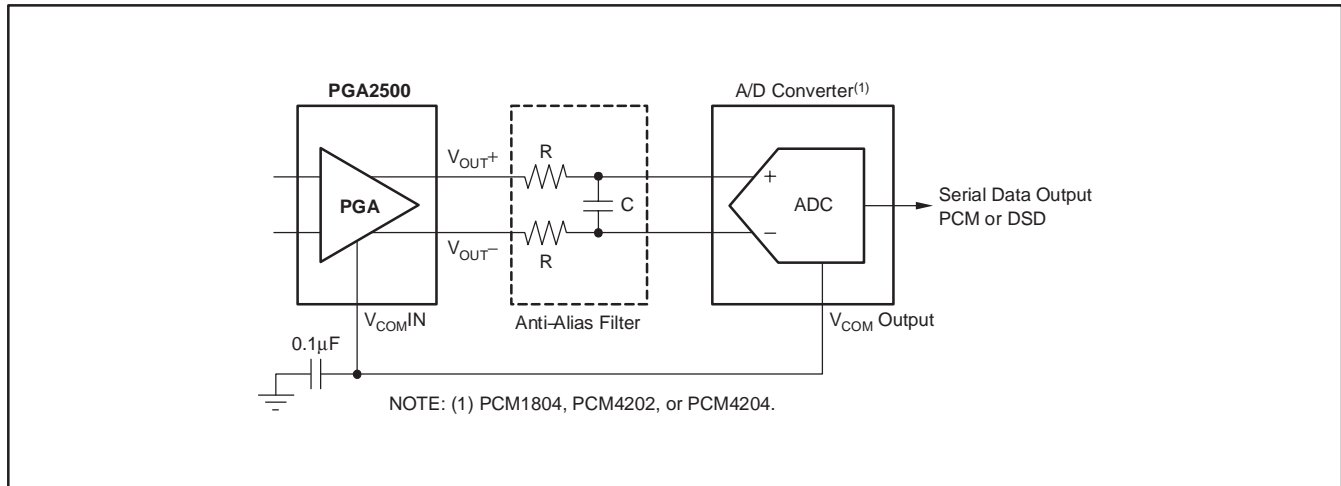 PGA2500
A/D Converter(1)
VOUT+
R
PGA
C
+
ADC
−
Serial Data Output
PCM or DSD
VOUT−
R
VCOMIN
Anti–Alias Filter
VCOM Output
0.1μF
NOTE: (1) PCM1804, PCM4202, or PCM4204.